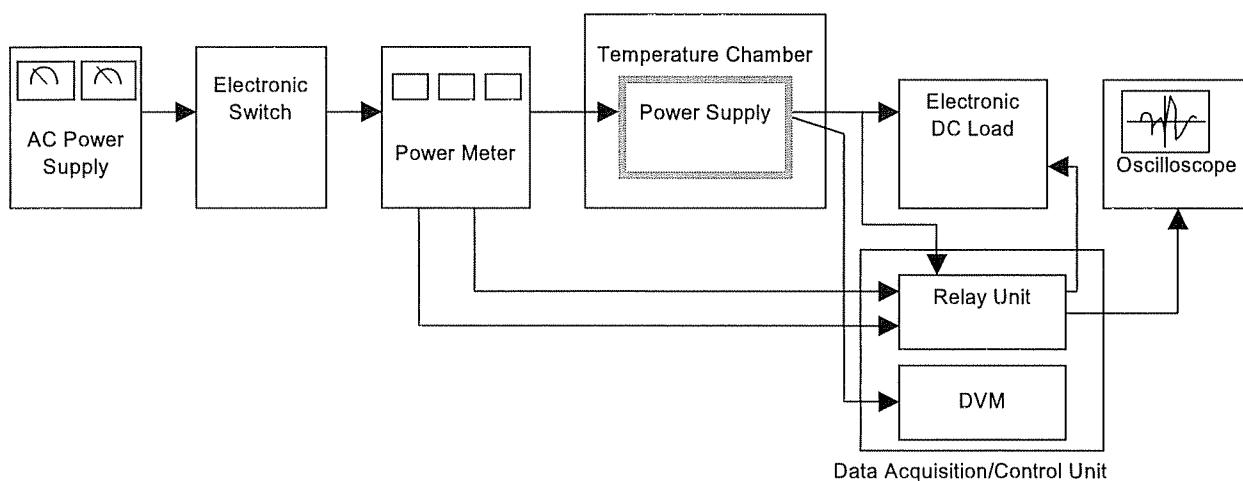 AC Power
Supply
Electronic
Switch
Power Meter
Temperature Chamber
Power Supply
Electronic
DC Load
Oscilloscope
Relay Unit
DVM
Data Acquisition/Control Unit